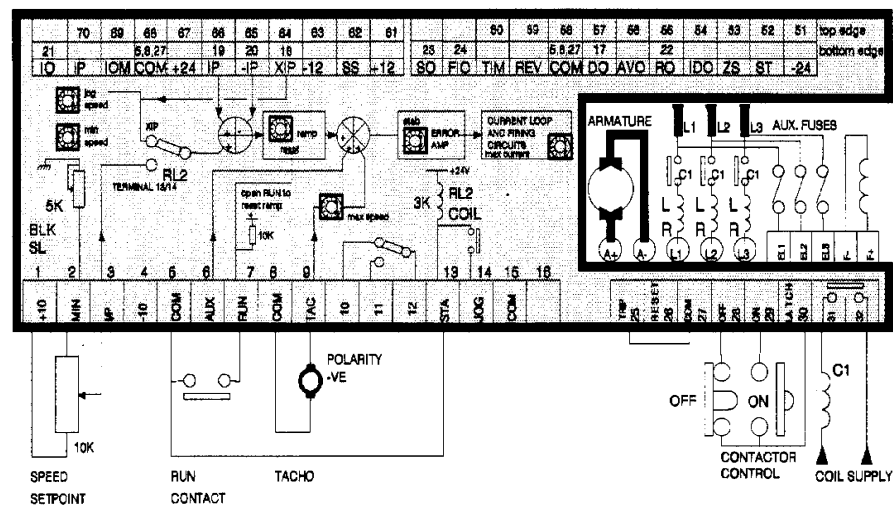 70 69 68 67 66 65 64 63 62 61 60 59 58 57 56 55 54 53 52 51 top edge
21 5,8,27 19 20 18 25 24 5,8,27 17 22 bottom edge
IO IP IOM COM +24 IP -IP XIP -12 SS +12 SO FIO TIM REV COM DO AVO RO IDO ZS ST -24
jog speed
min speed
XIP
RL2
TERMINAL 13/14
5K
BLK
SL
+ -
ramp
reset
open RUN to
reset ramp
10K
max speed
stab
ERROR
AMP
CURRENT LOOP
AND FIRING
CIRCUITS
max current
+24V
RL2
3K
COIL
ARMATURE
L1 L2 L3 AUX. FUSES
C1 C1 C1
L L L
R R R
A+ A- L1 L2 L3 EL1 EL2 EL3 F- F+
1 2 3 4 5 6 7 8 9 13 14 15 16
+10 MIN I/P -10 COM AUX RUN COM TAC 10 11 12 STA JOG COM
TRIP 25 RESET 26 COM 27 OFF 28 ON 29 LATCH 30 31 32
POLARITY
-VE
10K
OFF ON
C1
SPEED
SETPOINT
RUN
CONTACT
TACHO
CONTACTOR
CONTROL
COIL SUPPLY